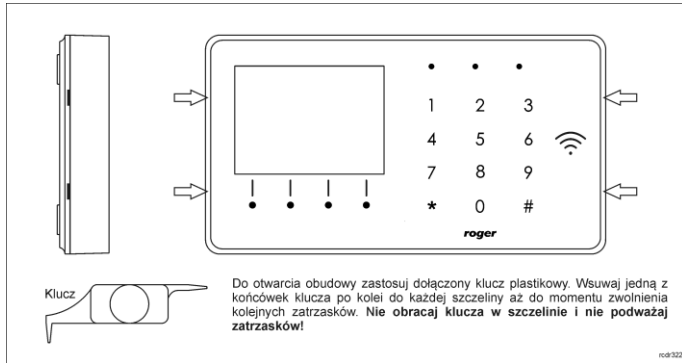 1 2 3
4 5 6
7 8 9
* 0 #
roger
Klucz
Do otwarcia obudowy zastosuj dołączony klucz plastikowy. Wsuwaj jedną z
końcówek klucza po kolei do każdej szczeliny aż do momentu zwolnienia
kolejnych zatrzasków. Nie obracaj klucza w szczelinie i nie podważaj
zatrzasków!
rcdr322